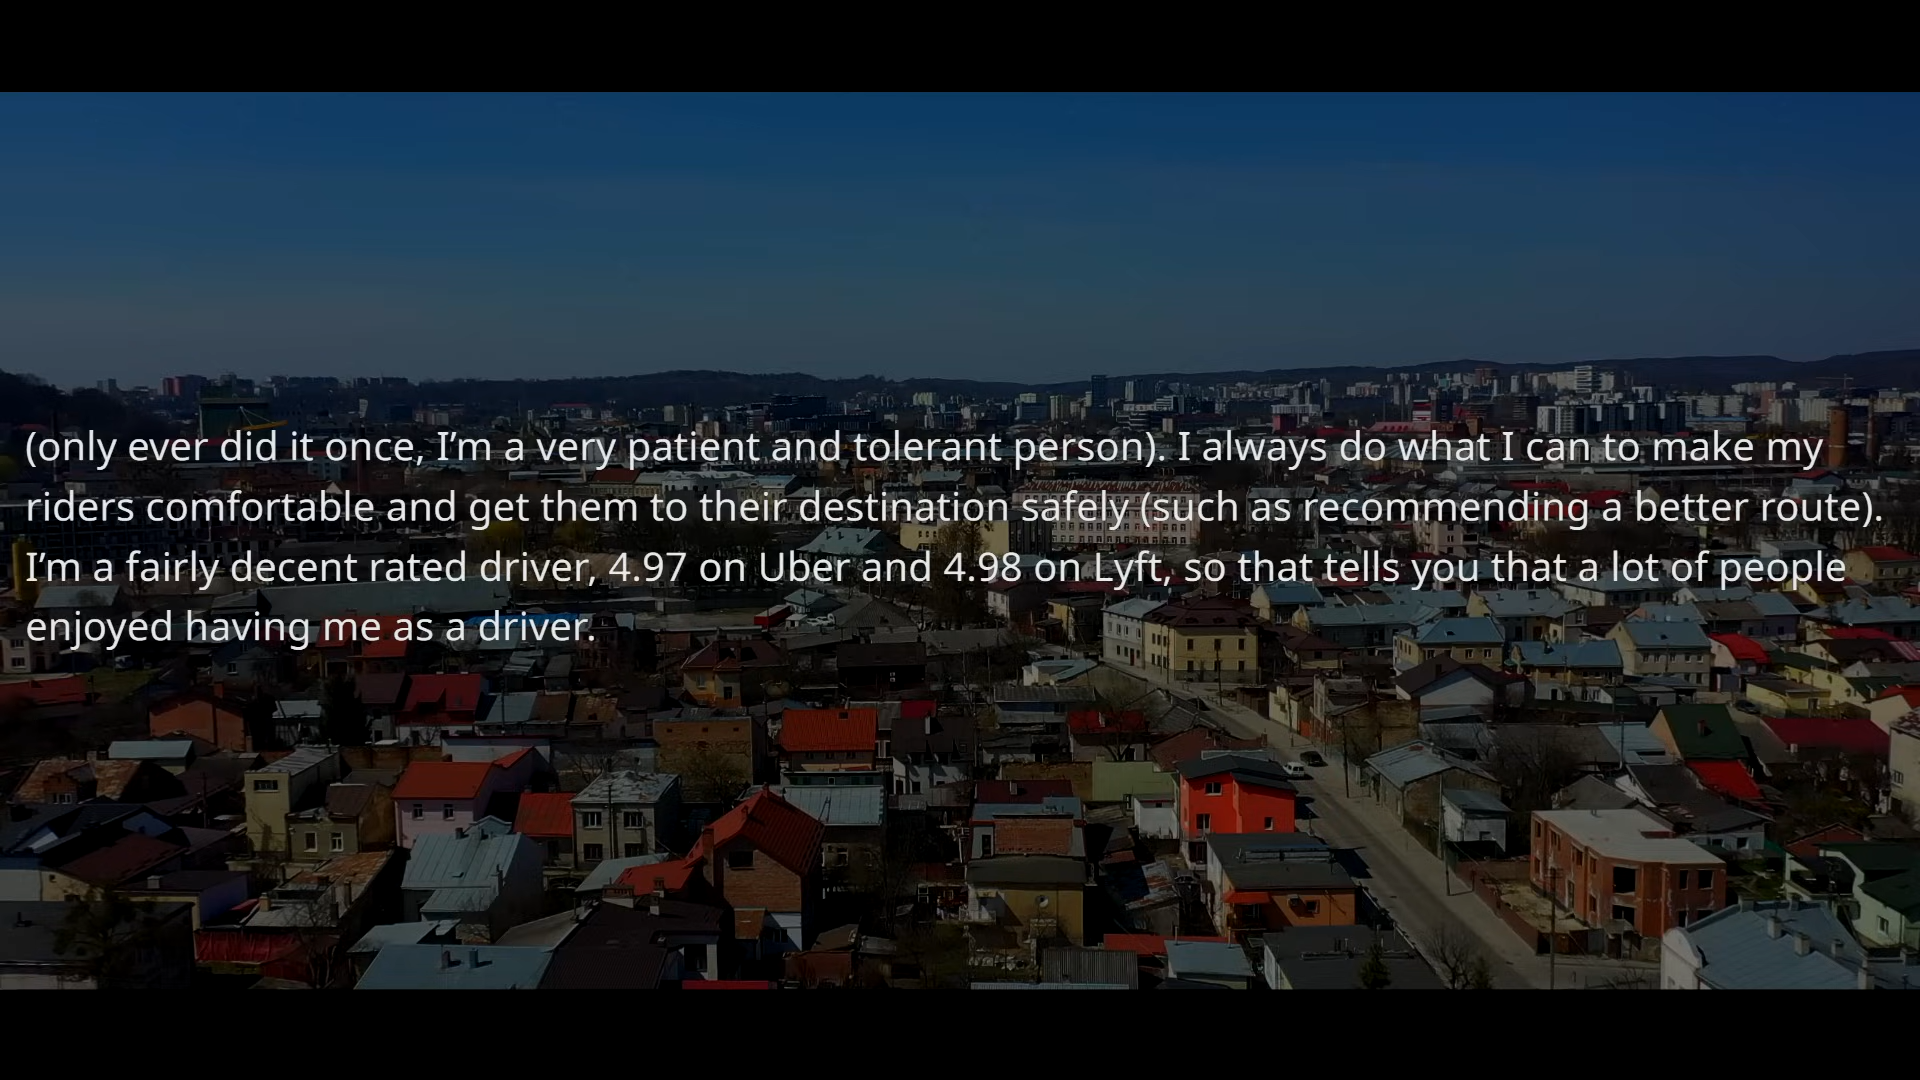 (only ever did it once, I’m a very patient and tolerant person). I always do what I can to make my
riders comfortable and get them to their destination safely (such as recommending a better route).
I’m a fairly decent rated driver, 4.97 on Uber and 4.98 on Lyft, so that tells you that a lot of people
enjoyed having me as a driver.